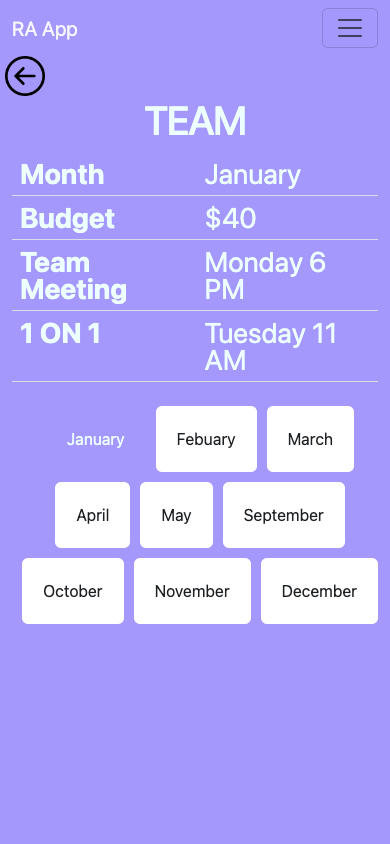 RA App
TEAM
Month January
Budget $40
Team Monday 6
Meeting PM
1 ON 1 Tuesday 11
AM
January Febuary March
April May September
October November December